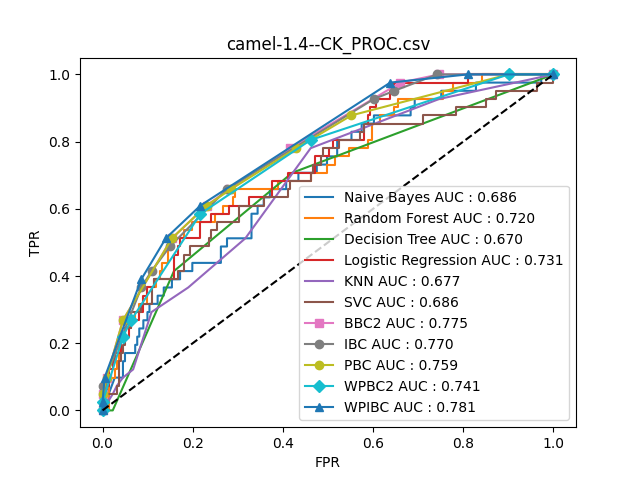 camel-1.4--CK_PROC.csv
TPR
1.0
0.8
0.6
0.4
0.2
0.0
Naive Bayes AUC : 0.686
Random Forest AUC : 0.720
Decision Tree AUC : 0.670
Logistic Regression AUC : 0.731
KNN AUC : 0.677
SVC AUC : 0.686
BBC2 AUC : 0.775
IBC AUC : 0.770
PBC AUC : 0.759
WPBC2 AUC : 0.741
WPIBC AUC : 0.781
0.0 0.2 0.4 0.6 0.8 1.0
FPR